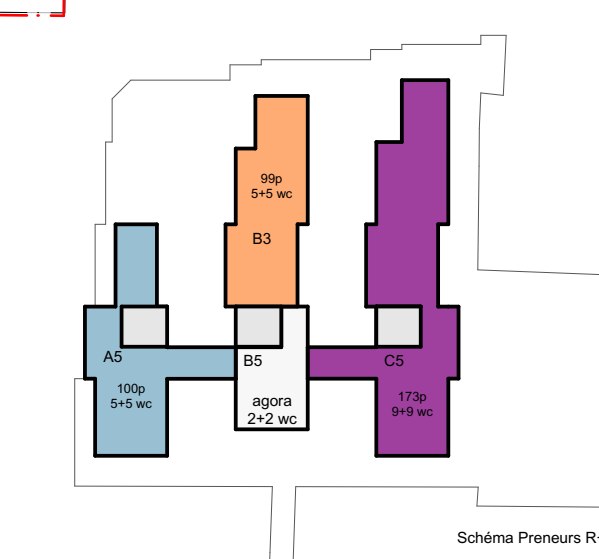 99p
5+5 wc
B3
A5
B5
C5
100p
5+5 wc
agora
2+2 wc
173p
9+9 wc
Schéma Preneurs R